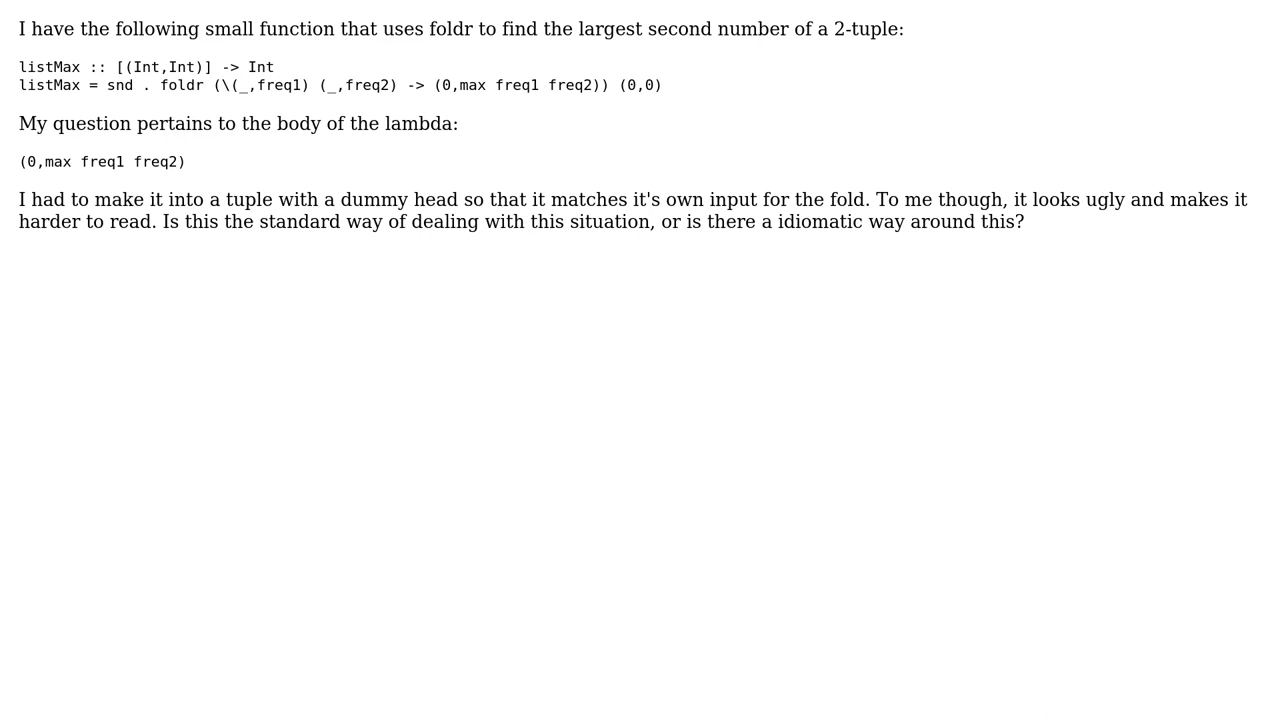 I have the following small function that uses foldr to find the largest second number of a 2-tuple:
listMax :: [(Int,Int)] -> Int
listMax = snd . foldr (\(_,freq1) (_,freq2) -> (0,max freq1 freq2)) (0,0)
My question pertains to the body of the lambda:
(0,max freq1 freq2)
I had to make it into a tuple with a dummy head so that it matches it's own input for the fold. To me though, it looks ugly and makes it
harder to read. Is this the standard way of dealing with this situation, or is there a idiomatic way around this?